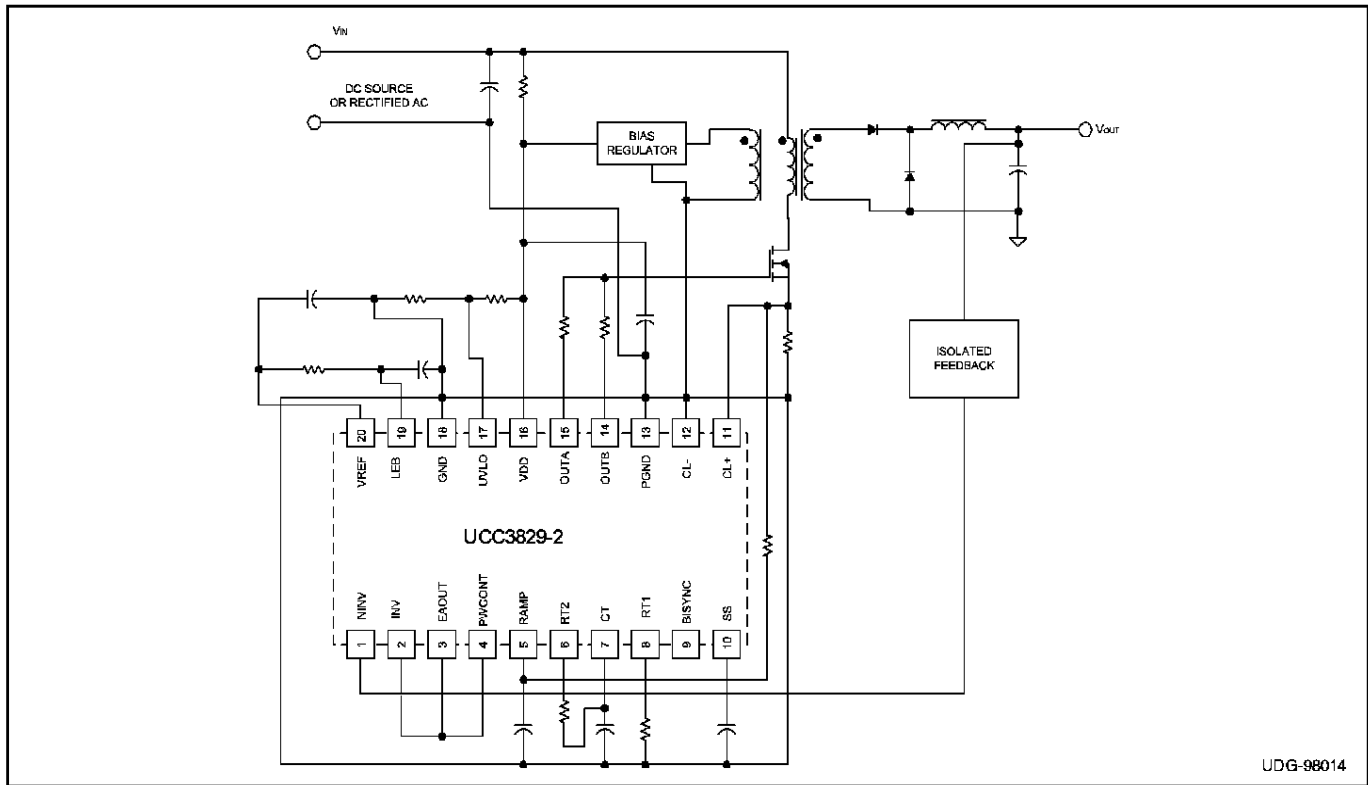 VIN
DC SOURCE
OR RECTIFIED AC
BIAS
REGULATOR
VOUT
ISOLATED
FEEDBACK
20 19 18 17 16 15 14 13 12 11
VREF LEB GND UVLO VDD OUTA OUTB PGND CL- CL+
UCC3829-2
NINV INV EAOUT PWCONT RAMP RT2 CT RT1 BISYNC SS
1 2 3 4 5 6 7 8 9 10
UDG-98014